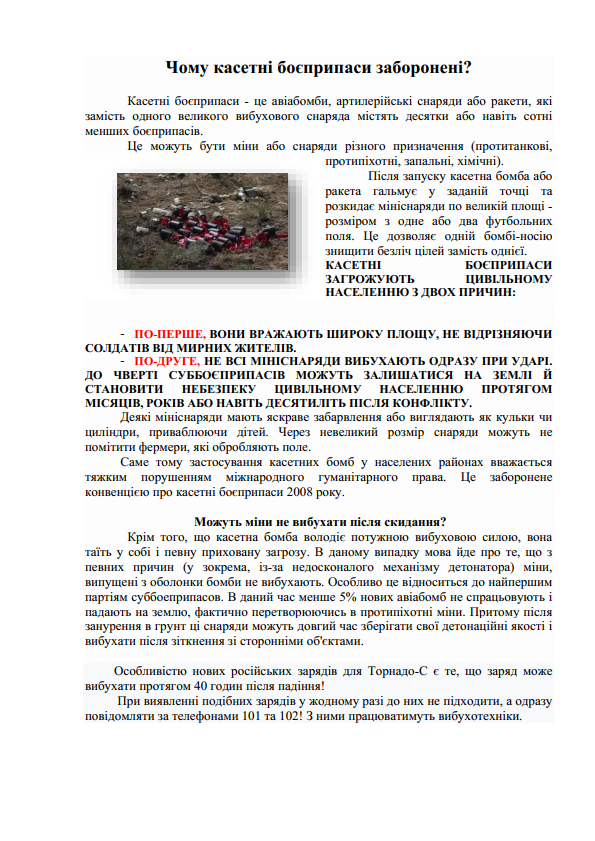 Чому касетні боєприпаси заборонені?
Касетні боєприпаси - це авіабомби, артилерійські снаряди або ракети, які
замість одного великого вибухового снаряда містять десятки або навіть сотні
менших боєприпасів.
Це можуть бути міни або снаряди різного призначення (протитанкові,
протипіхотні, запальні, хімічні).
Після запуску касетна бомба або
ракета гальмує у заданій точці та
розкидає мініснаряди по великій площі -
розміром з одне або два футбольних
поля. Це дозволяє одній бомбі-носію
знищити безліч цілей замість однієї.
КАСЕТНІ БОЄПРИПАСИ
ЗАГРОЖУЮТЬ ЦИВІЛЬНОМУ
НАСЕЛЕННЮ З ДВОХ ПРИЧИН:
- ПО-ПЕРШЕ, ВОНИ ВРАЖАЮТЬ ШИРОКУ ПЛОЩУ, НЕ ВІДРІЗНЯЮЧИ
СОЛДАТІВ ВІД МИРНИХ ЖИТЕЛІВ.
- ПО-ДРУГЕ, НЕ ВСІ МІНІСНАРЯДИ ВИБУХАЮТЬ ОДРАЗУ ПРИ УДАРІ.
ДО ЧВЕРТІ СУББОЄПРИПАСІВ МОЖУТЬ ЗАЛИШАТИСЯ НА ЗЕМЛІ Й
СТАНОВИТИ НЕБЕЗПЕКУ ЦИВІЛЬНОМУ НАСЕЛЕННЮ ПРОТЯГОМ
МІСЯЦІВ, РОКІВ АБО НАВІТЬ ДЕСЯТИЛІТЬ ПІСЛЯ КОНФЛІКТУ.
Деякі мініснаряди мають яскраве забарвлення або виглядають як кульки чи
циліндри, приваблюючи дітей. Через невеликий розмір снаряди можуть не
помітити фермери, які обробляють поле.
Саме тому застосування касетних бомб у населених районах вважається
тяжким порушенням міжнародного гуманітарного права. Це заборонене
конвенцією про касетні боєприпаси 2008 року.
Можуть міни не вибухати після скидання?
Крім того, що касетна бомба володіє потужною вибуховою силою, вона
таїть у собі і певну приховану загрозу. В даному випадку мова йде про те, що з
певних причин (у зокрема, із-за недосконалого механізму детонатора) міни,
випущені з оболонки бомби не вибухають. Особливо це відноситься до найпершим
партіям суббоеприпасов. В даний час менше 5% нових авіабомб не спрацьовують і
падають на землю, фактично перетворюючись в протипіхотні міни. Притому після
занурення в грунт ці снаряди можуть довгий час зберігати свої детонаційні якості і
вибухати після зіткнення зі сторонніми об'єктами.
Особливістю нових російських зарядів для Торнадо-С є те, що заряд може
вибухати протягом 40 годин після падіння!
При виявленні подібних зарядів у жодному разі до них не підходити, а одразу
повідомляти за телефонами 101 та 102! З ними працюватимуть вибухотехніки.